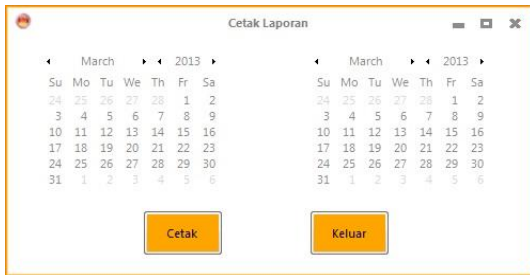 Cetak Laporan
March 2013 March 2013
Su Mo Tu We Th Fr Sa Su Mo Tu We Th Fr Sa
24 25 26 27 28 1 2 24 25 26 27 28 1 2
3 4 5 6 7 8 9 3 4 5 6 7 8 9
10 11 12 13 14 15 16 10 11 12 13 14 15 16
17 18 19 20 21 22 23 17 18 19 20 21 22 23
24 25 26 27 28 29 30 24 25 26 27 28 29 30
31 1 2 3 4 5 6 31 1 2 3 4 5 6
Cetak Keluar